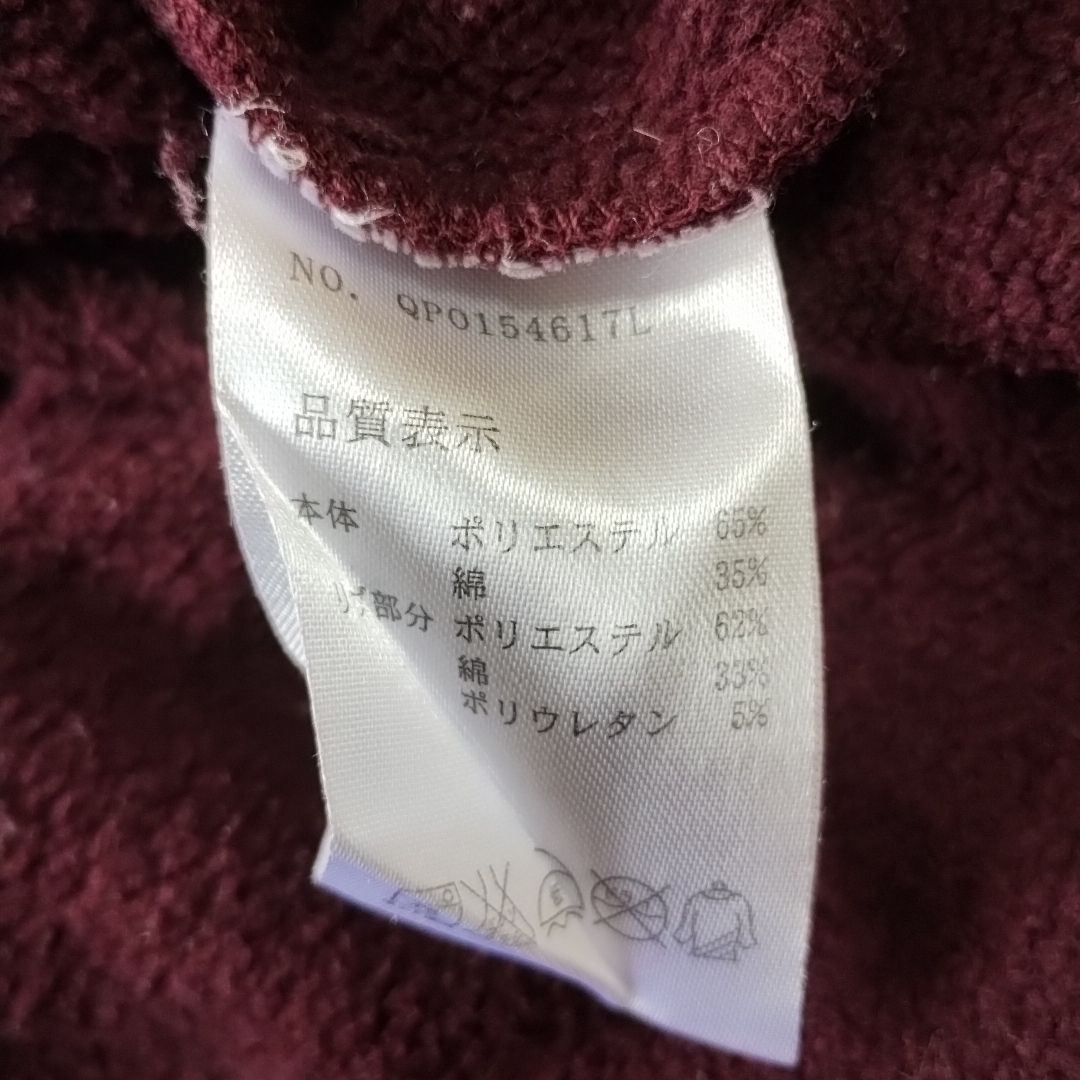 NO. QPO154617L
品質表示
本体 ポリエステル 65%
綿 35%
部分 ポリエステル 62%
綿 33%
ポリウレタン 5%